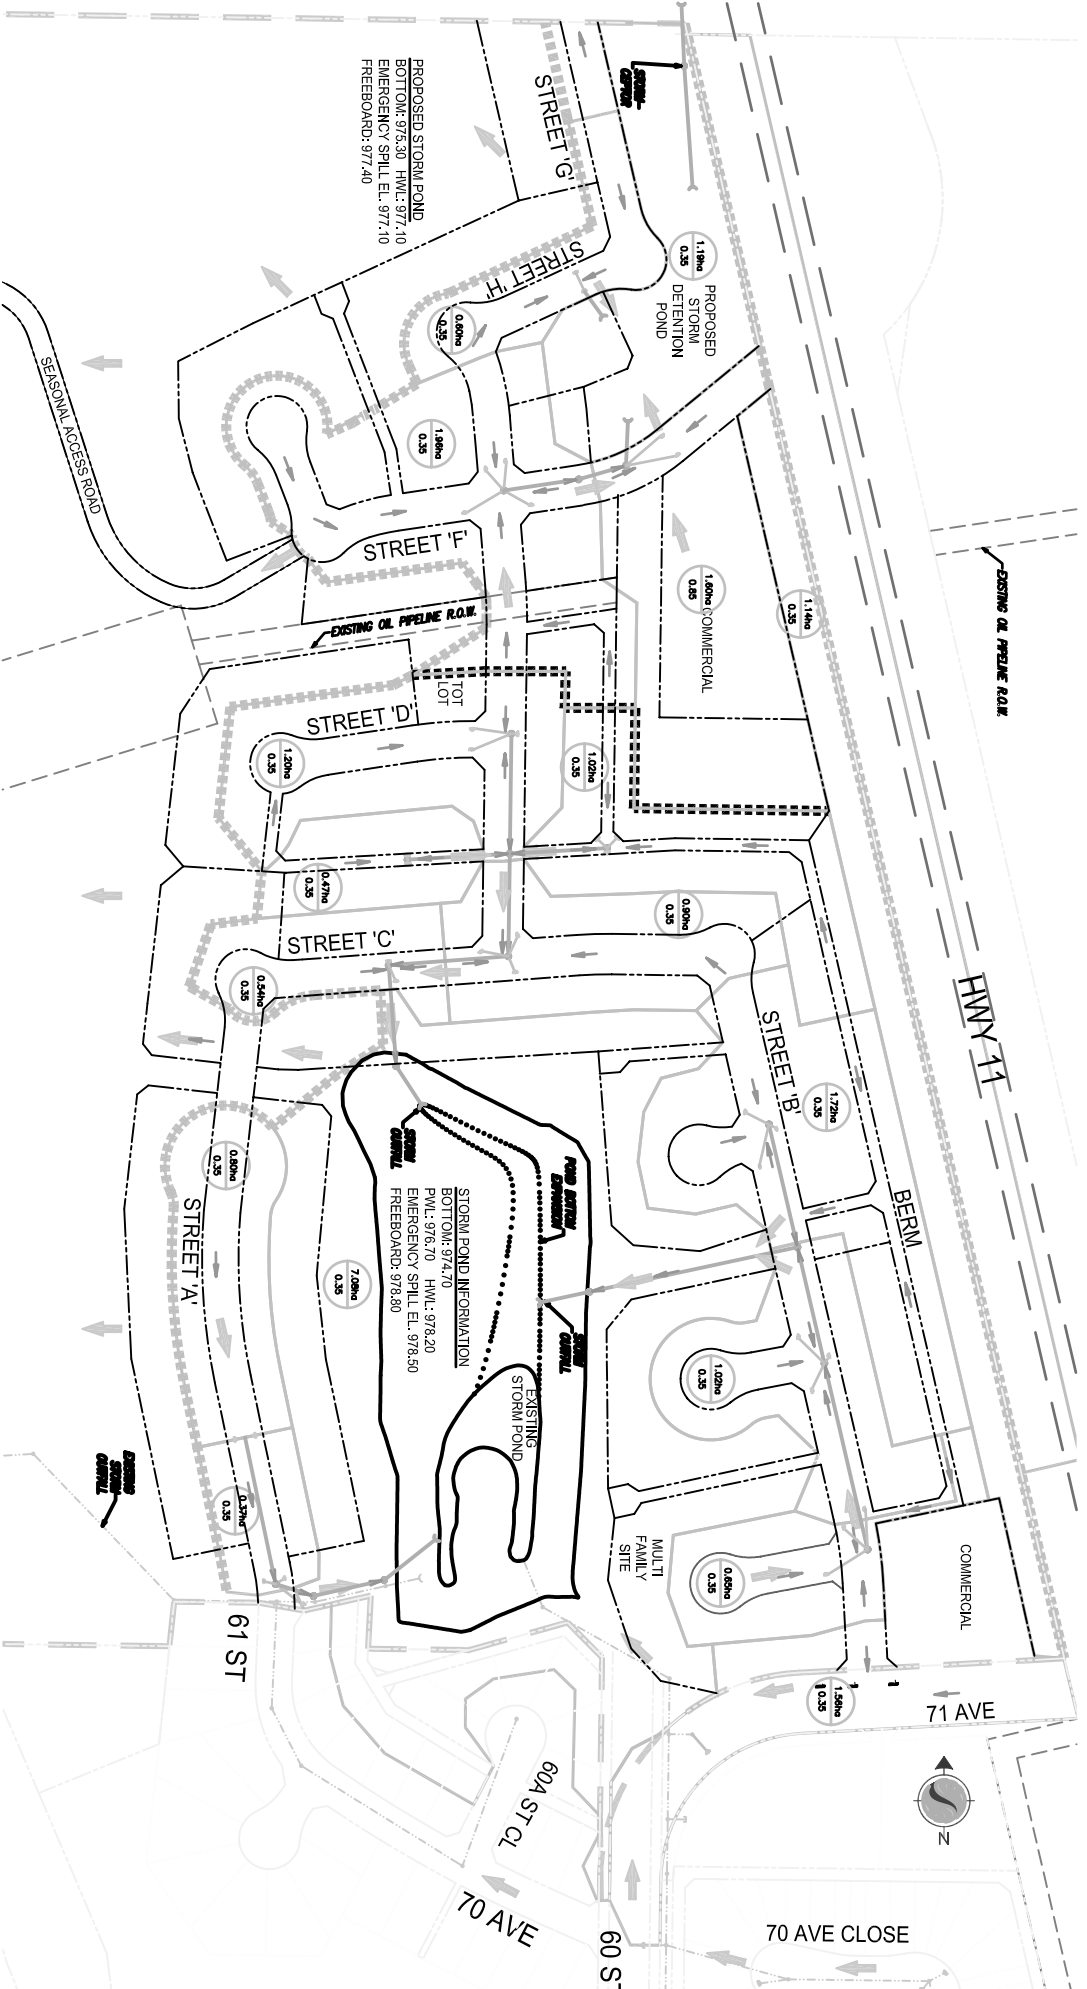 STORM-
CEPTOR
STREET 'G'
PROPOSED STORM POND
BOTTOM: 975.30 HWL: 977.10
EMERGENCY SPILL EL. 977.10
FREEBOARD: 977.40
STREET 'H'
1.19ha
0.35
PROPOSED
STORM
DETENTION
POND
0.60ha
0.35
SEASONAL ACCESS ROAD
1.96ha
0.35
STREET 'F'
EXISTING OIL PIPELINE R.O.W.
EXISTING OIL PIPELINE R.O.W.
1.60ha
0.85
COMMERCIAL
1.14ha
0.35
TOT
LOT
STREET 'D'
1.20ha
0.35
1.02ha
0.35
0.47ha
0.35
0.90ha
0.35
STREET 'C'
0.54ha
0.35
HWY 11
STREET 'B'
1.72ha
0.35
STORM
OUTFALL
POND BOTTOM
EXPANSION
BERM
0.80ha
0.35
STREET 'A'
STORM POND INFORMATION
BOTTOM: 974.70
PWL: 976.70 HWL: 978.20
EMERGENCY SPILL EL. 978.50
FREEBOARD: 978.80
7.08ha
0.35
STORM
OUTFALL
1.02ha
0.35
EXISTING
STORM POND
EXISTING
STORM
OUTFALL
0.37ha
0.35
MULTI
FAMILY
SITE
0.65ha
0.35
COMMERCIAL
61 ST
1.56ha
0.35
71 AVE
60A ST CL
N
70 AVE
60 S
70 AVE CLOSE